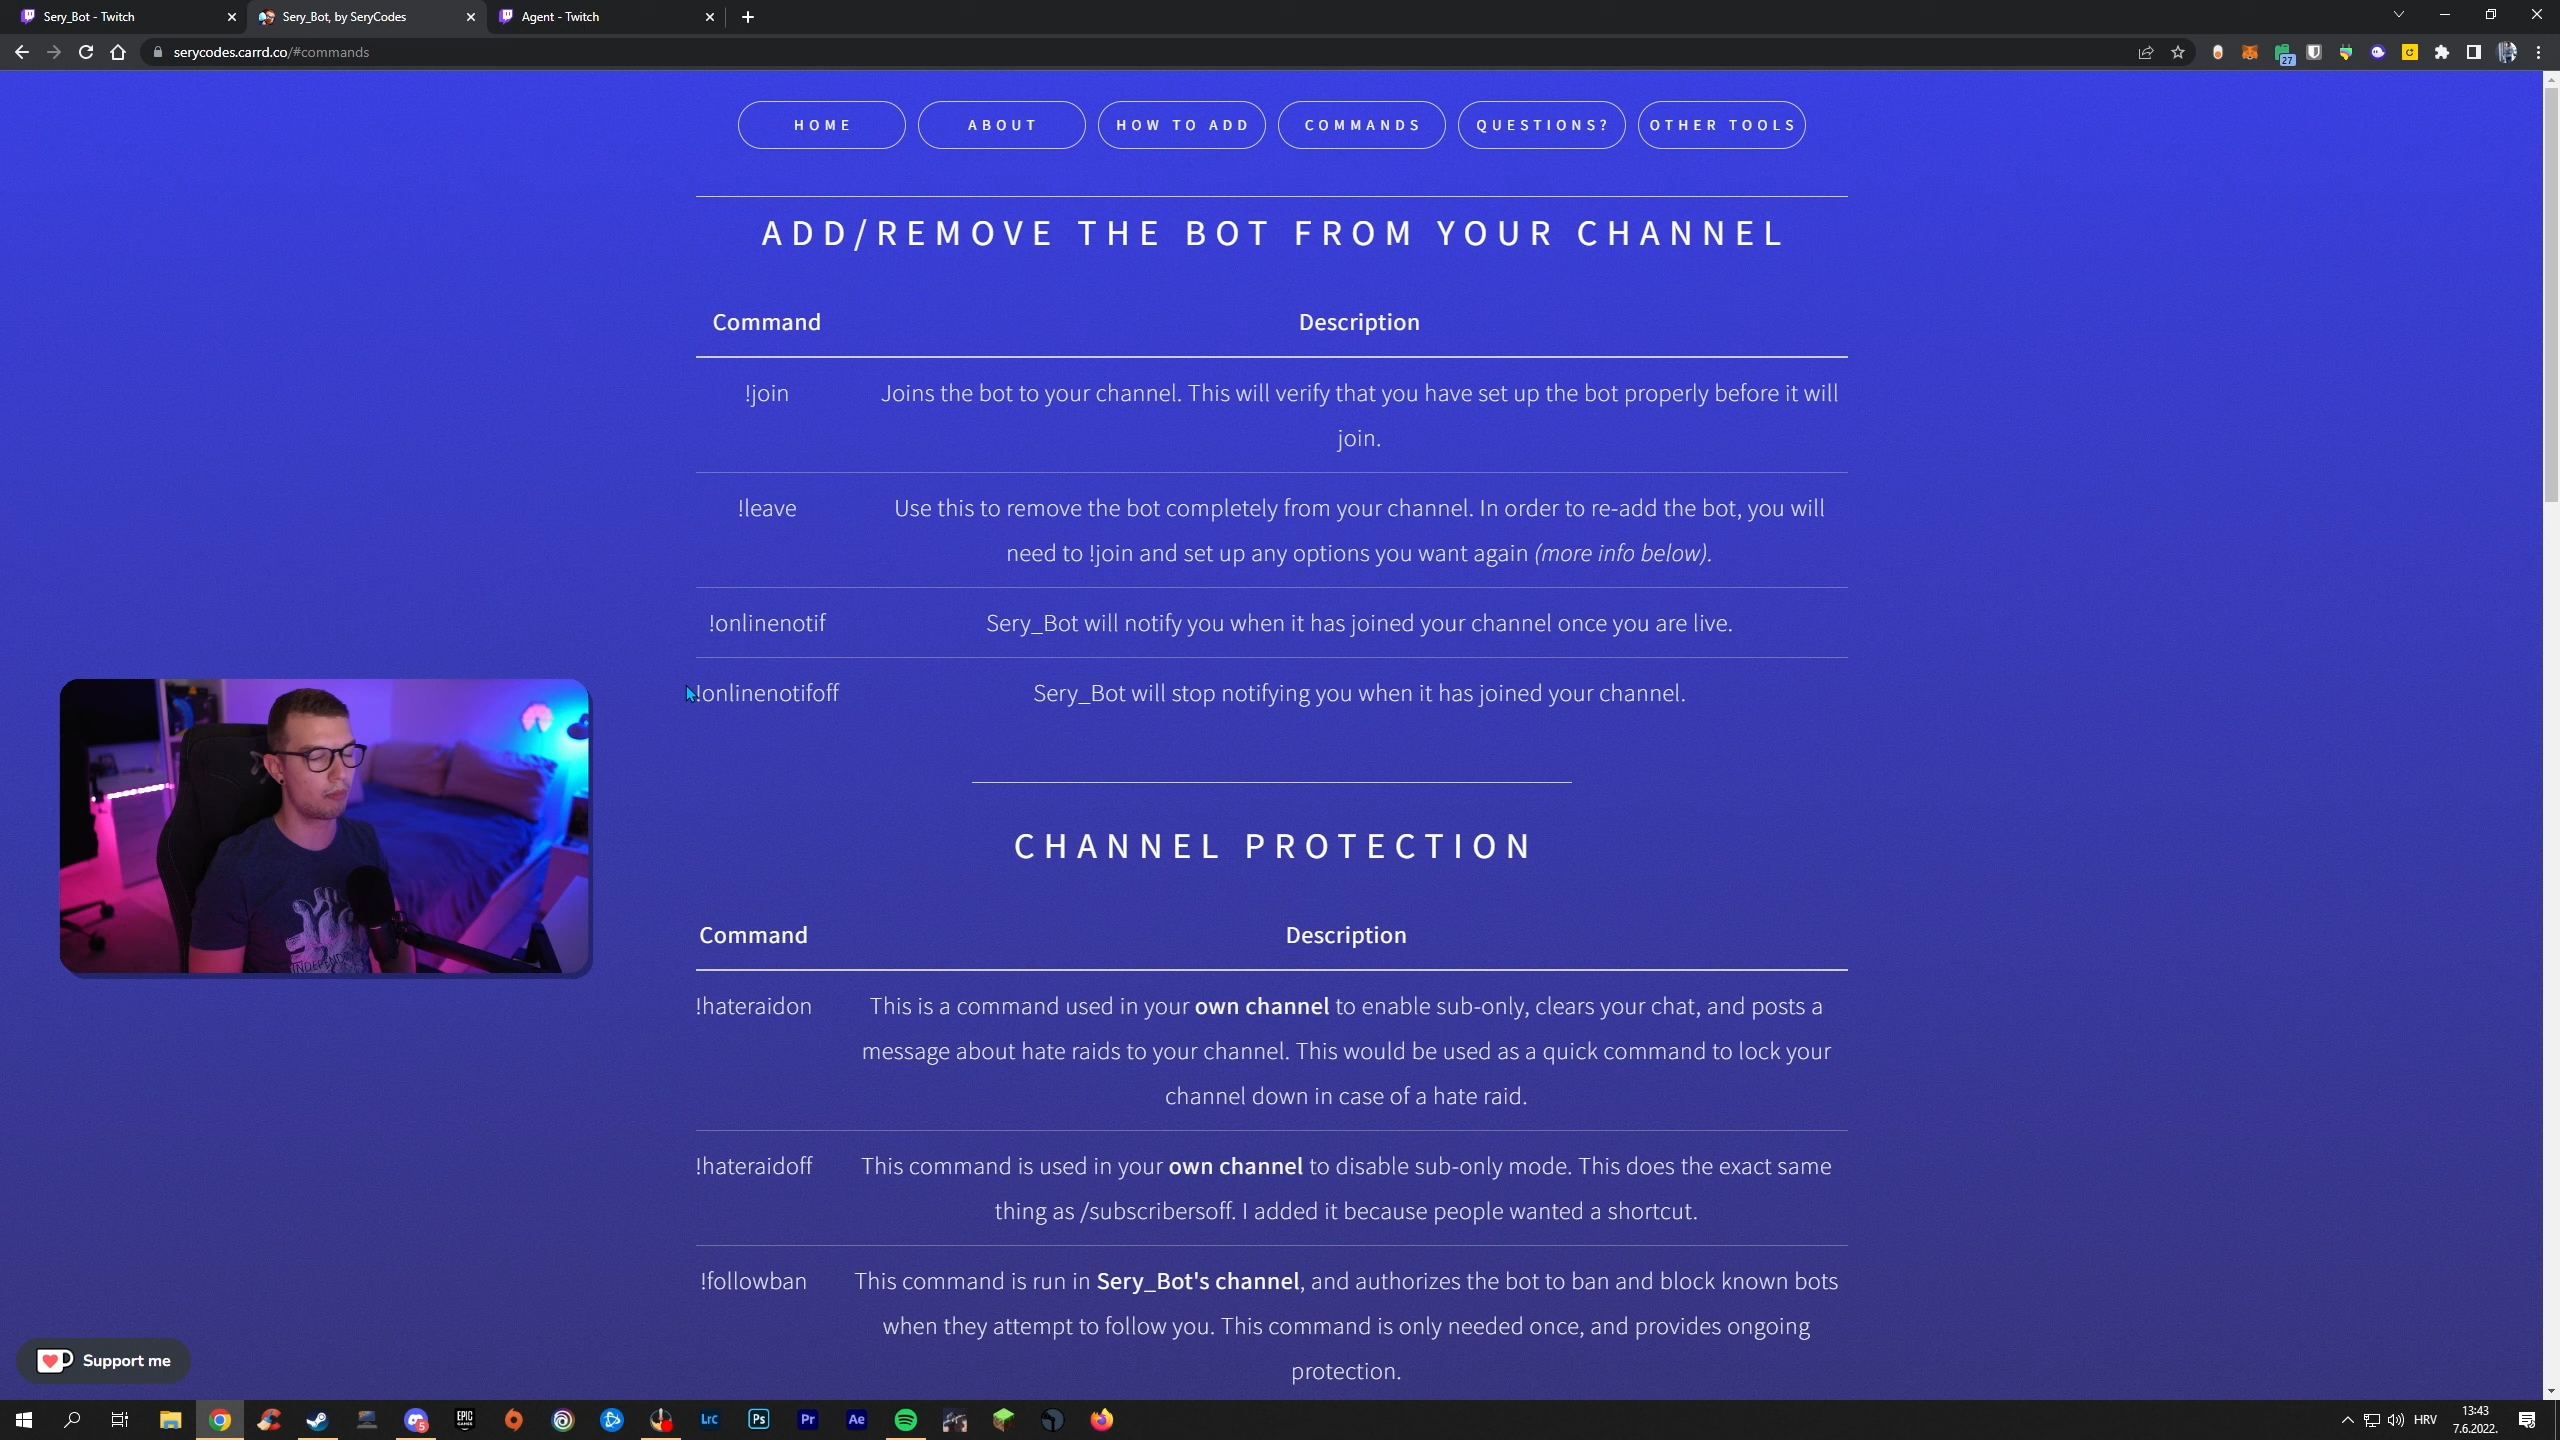 Sery_Bot - Twitch
Sery_Bot, by SeryCodes
Agent - Twitch
serycodes.carrd.co/#commands
27
HOME
ABOUT
HOW TO ADD
COMMANDS
QUESTIONS?
OTHER TOOLS
ADD/REMOVE THE BOT FROM YOUR CHANNEL
Command Description
!join Joins the bot to your channel. This will verify that you have set up the bot properly before it will
join.
!leave Use this to remove the bot completely from your channel. In order to re-add the bot, you will
need to !join and set up any options you want again (more info below).
!onlinenotif Sery_Bot will notify you when it has joined your channel once you are live.
!onlinenotifoff Sery_Bot will stop notifying you when it has joined your channel.
CHANNEL PROTECTION
Command Description
!hateraidon This is a command used in your own channel to enable sub-only, clears your chat, and posts a
message about hate raids to your channel. This would be used as a quick command to lock your
channel down in case of a hate raid.
!hateraidoff This command is used in your own channel to disable sub-only mode. This does the exact same
thing as /subscribersoff. I added it because people wanted a shortcut.
!followban This command is run in Sery_Bot's channel, and authorizes the bot to ban and block known bots
when they attempt to follow you. This command is only needed once, and provides ongoing
protection.
Support me
EPIC
GAMES
5
Lrc
Ps
Pr
Ae
HRV
13:43
7.6.2022.